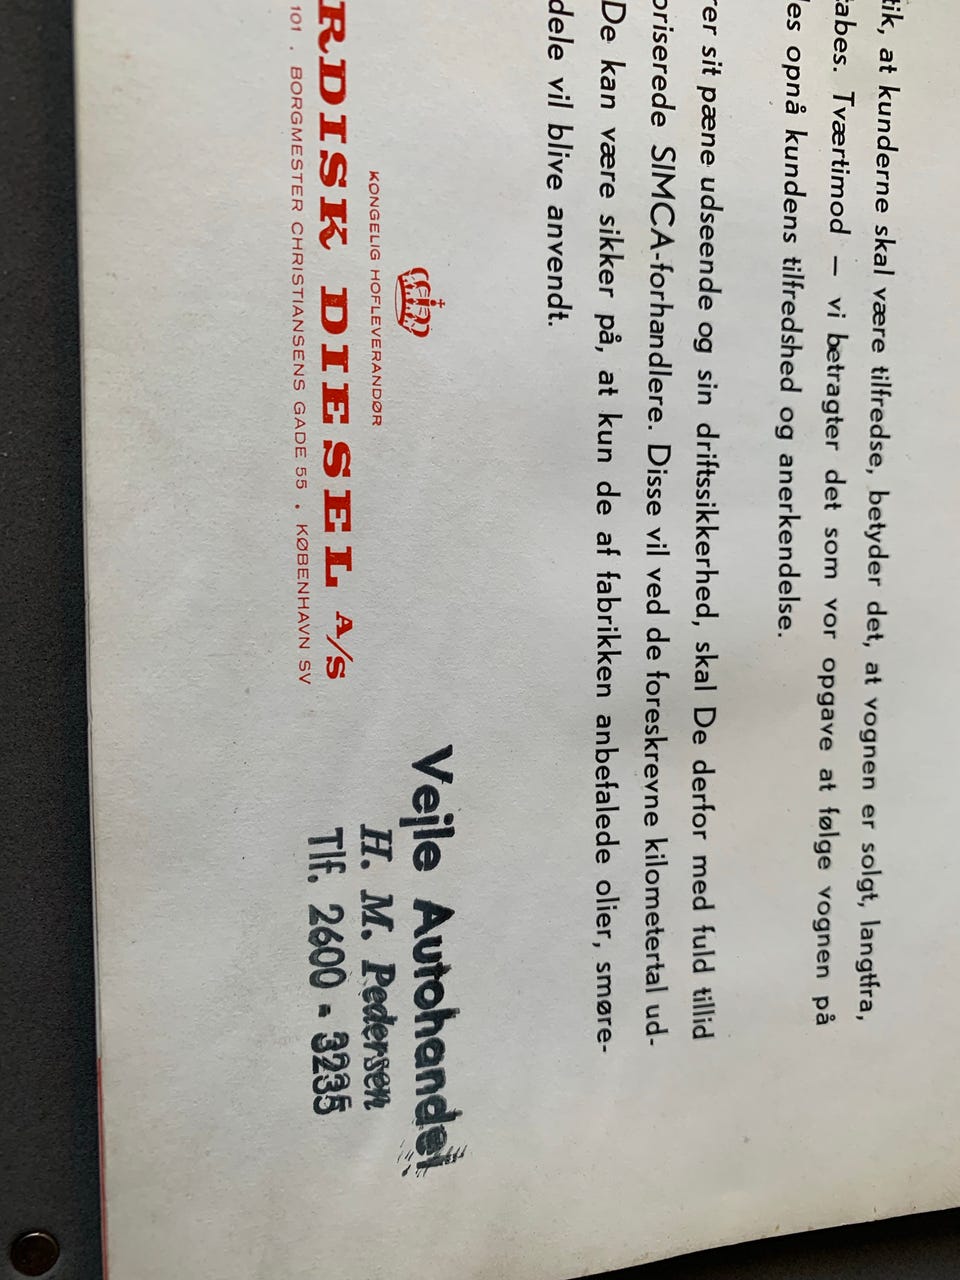 tik, at kunderne skal være tilfredse, betyder det, at vognen er solgt, langtfra,
abes. Tværtimod — vi betragter det som vor opgave at følge vognen på
es opnå kundens tilfredshed og anerkendelse.
rer sit pæne udseende og sin driftssikkerhed, skal De derfor med fuld tillid
oriserede SIMCA-forhandlere. Disse vil ved de foreskrevne kilometertal ud-
De kan være sikker på, at kun de af fabrikken anbefalede olier, smøre-
dele vil blive anvendt.
KONGELIG HOFLEVERANDØR
RDISK DIESEL A/S
101 . BORGMESTER CHRISTIANSENS GADE 55 . KØBENHAVN SV
Vejle Autohandel
H. M. Pedersen
Tlf. 2600 - 3235